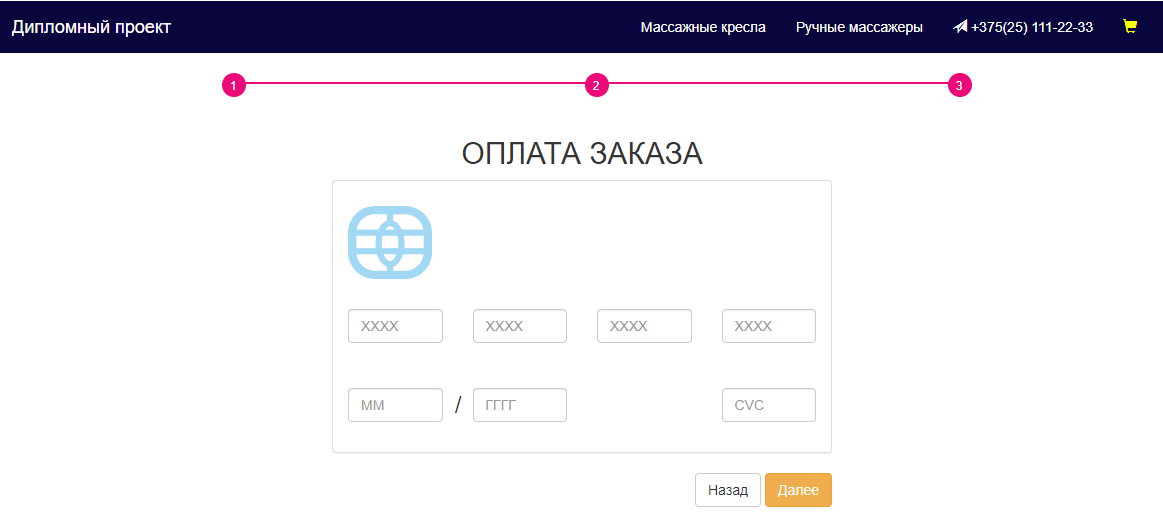 Дипломный проект Массажные кресла Ручные массажеры +375(25) 111-22-33
1 2 3
ОПЛАТА ЗАКАЗА
XXXX XXXX XXXX XXXX
ММ / ГГГГ CVC
Назад Далее